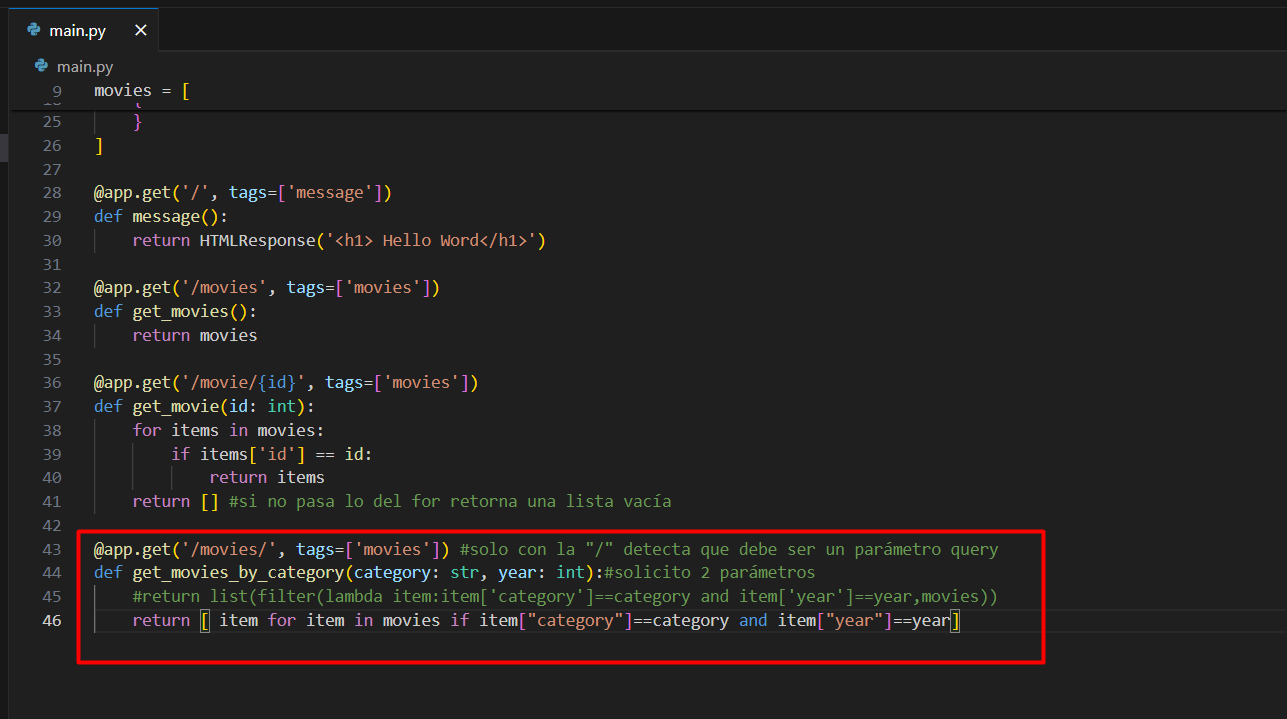 main.py
main.py
9 movies = [
25 }
26 ]
27
28 @app.get('/', tags=['message'])
29 def message():
30 return HTMLResponse('<h1> Hello Word</h1>')
31
32 @app.get('/movies', tags=['movies'])
33 def get_movies():
34 return movies
35
36 @app.get('/movie/{id}', tags=['movies'])
37 def get_movie(id: int):
38 for items in movies:
39 if items['id'] == id:
40 return items
41 return [] #si no pasa lo del for retorna una lista vacía
42
43 @app.get('/movies/', tags=['movies']) #solo con la "/" detecta que debe ser un parámetro query
44 def get_movies_by_category(category: str, year: int):#solicito 2 parámetros
45 #return list(filter(lambda item:item['category']==category and item['year']==year,movies))
46 return [ item for item in movies if item["category"]==category and item["year"]==year]